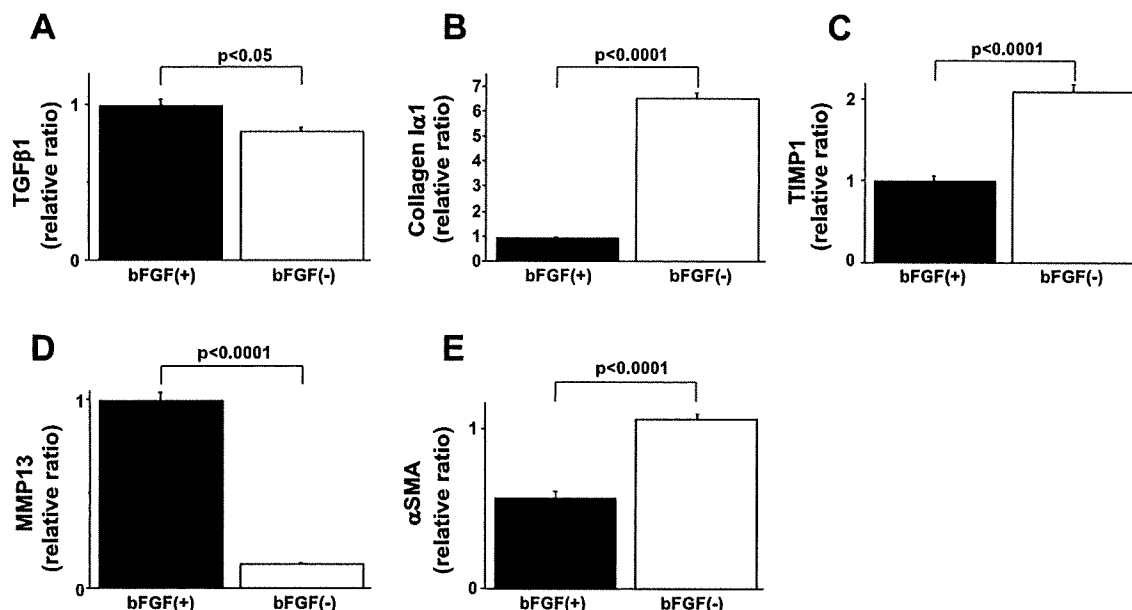 A
p<0.05
TGFβ1
(relative ratio)
1
0
bFGF(+)
bFGF(-)
B
p<0.0001
Collagen Iα1
(relative ratio)
7
6
5
4
3
2
1
0
bFGF(+)
bFGF(-)
C
p<0.0001
TIMP1
(relative ratio)
2
1
0
bFGF(+)
bFGF(-)
D
p<0.0001
MMP13
(relative ratio)
1
0
bFGF(+)
bFGF(-)
E
p<0.0001
αSMA
(relative ratio)
1
0
bFGF(+)
bFGF(-)